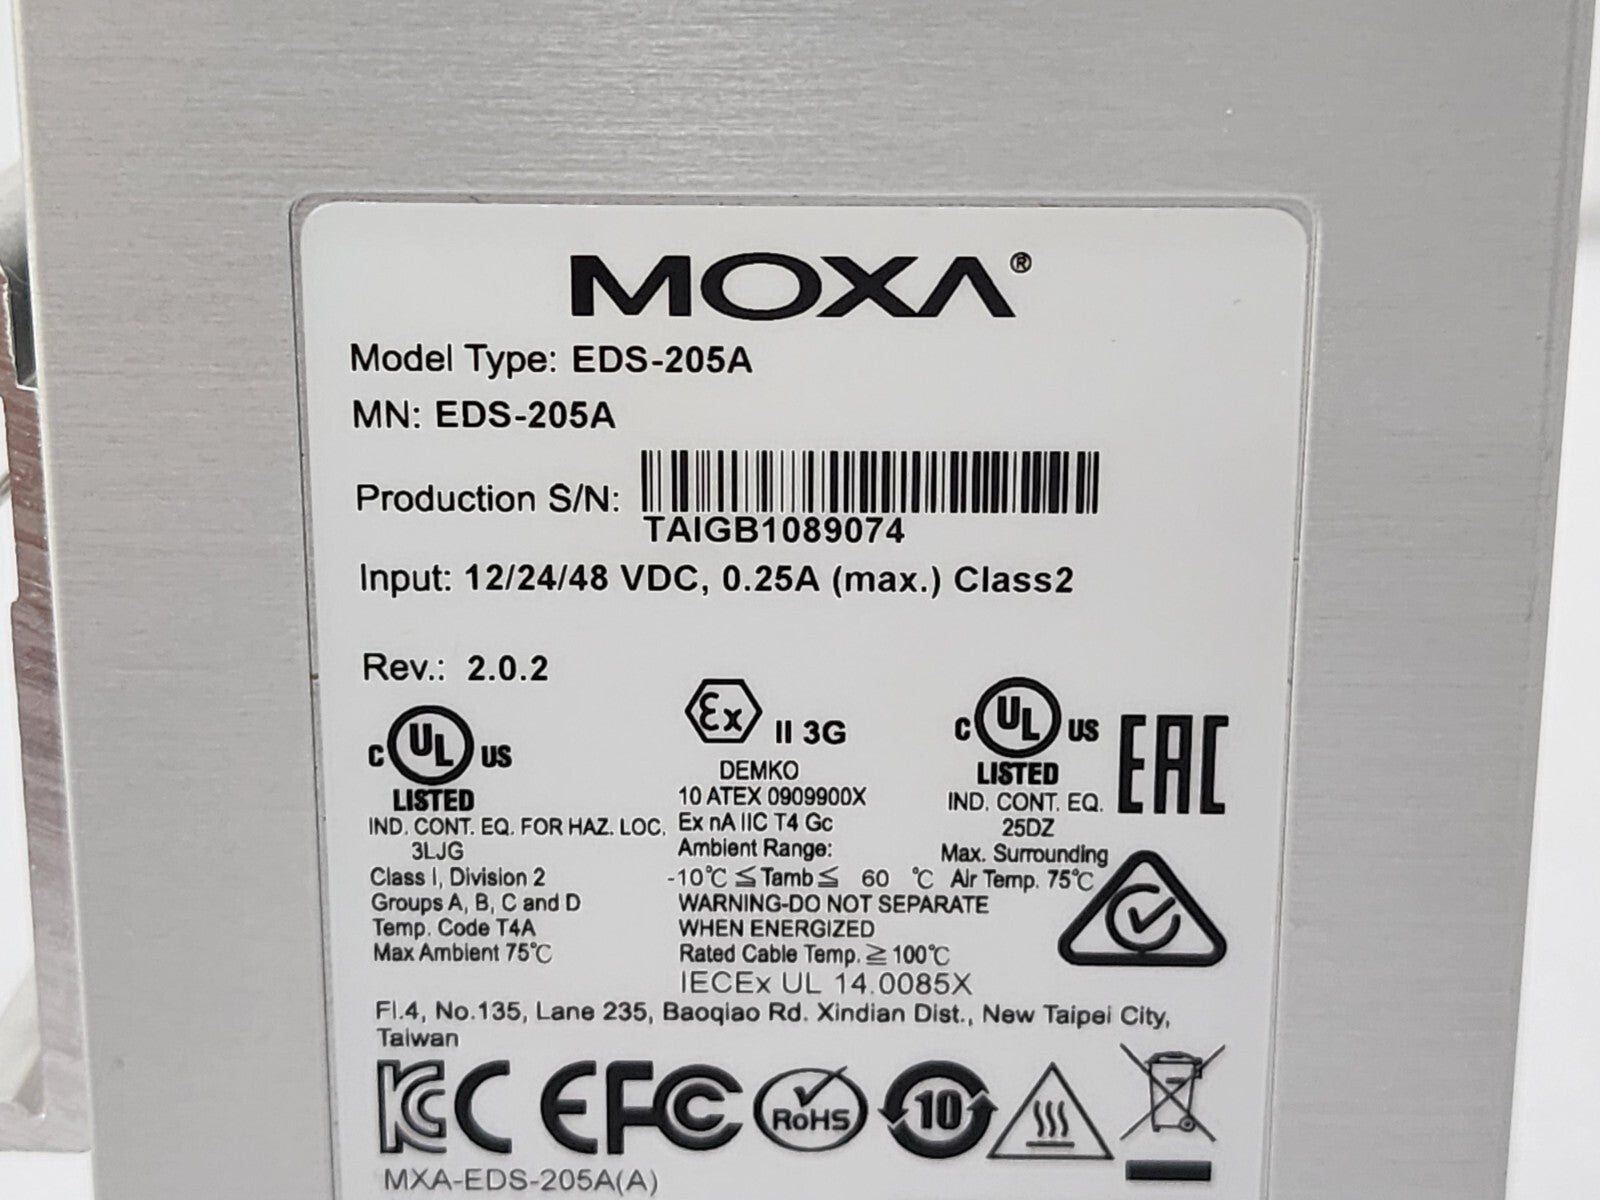 MOXA®
Model Type: EDS-205A
MN: EDS-205A
Production S/N:
TAIGB1089074
Input: 12/24/48 VDC, 0.25A (max.) Class2
Rev.: 2.0.2
C UL US
LISTED
IND. CONT. EQ. FOR HAZ. LOC.
3LJG
Class I, Division 2
Groups A, B, C and D
Temp. Code T4A
Max Ambient 75℃
Ex II 3G
DEMKO
10 ATEX 0909900X
Ex nA IIC T4 Gc
Ambient Range:
-10℃ ≦Tamb≦ 60 ℃
WARNING-DO NOT SEPARATE
WHEN ENERGIZED
Rated Cable Temp. ≧100℃
IECEx UL 14.0085X
C UL US
LISTED
IND. CONT. EQ.
25DZ
Max. Surrounding
Air Temp. 75℃
EAC
Fl.4, No.135, Lane 235, Baoqiao Rd. Xindian Dist., New Taipei City,
Taiwan
KC CE FC RoHS 10
MXA-EDS-205A(A)